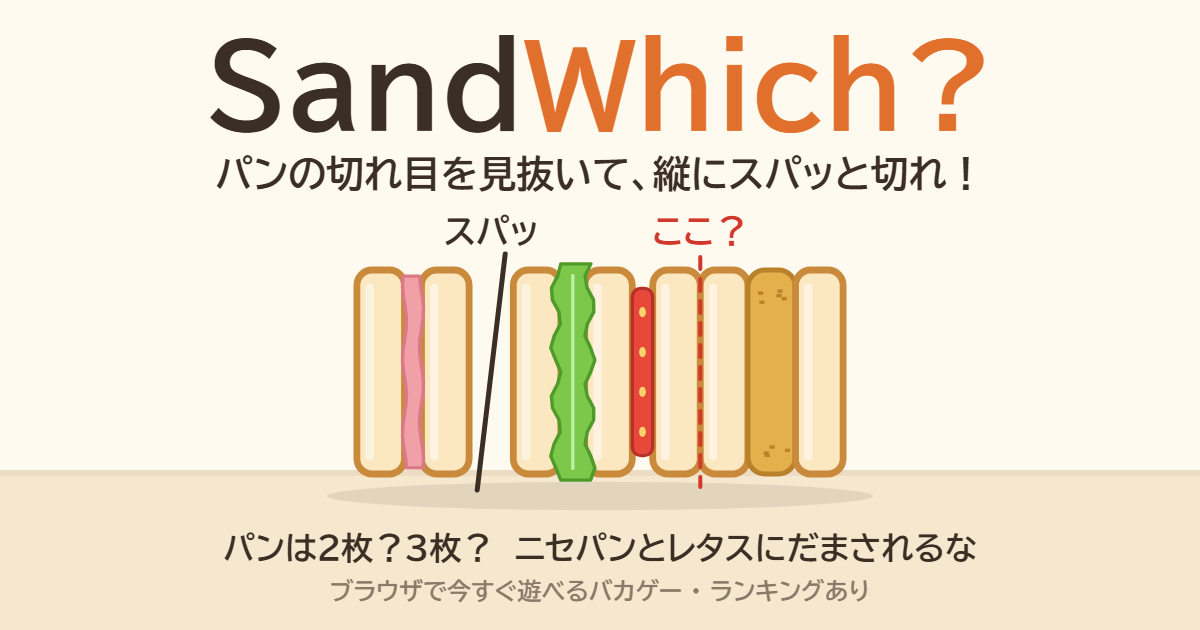 SandWhich?
パンの切れ目を見抜いて、縦にスパッと切れ！
スパッ
ここ？
パンは2枚？3枚？ ニセパンとレタスにだまされるな
ブラウザで今すぐ遊べるバカゲー・ランキングあり